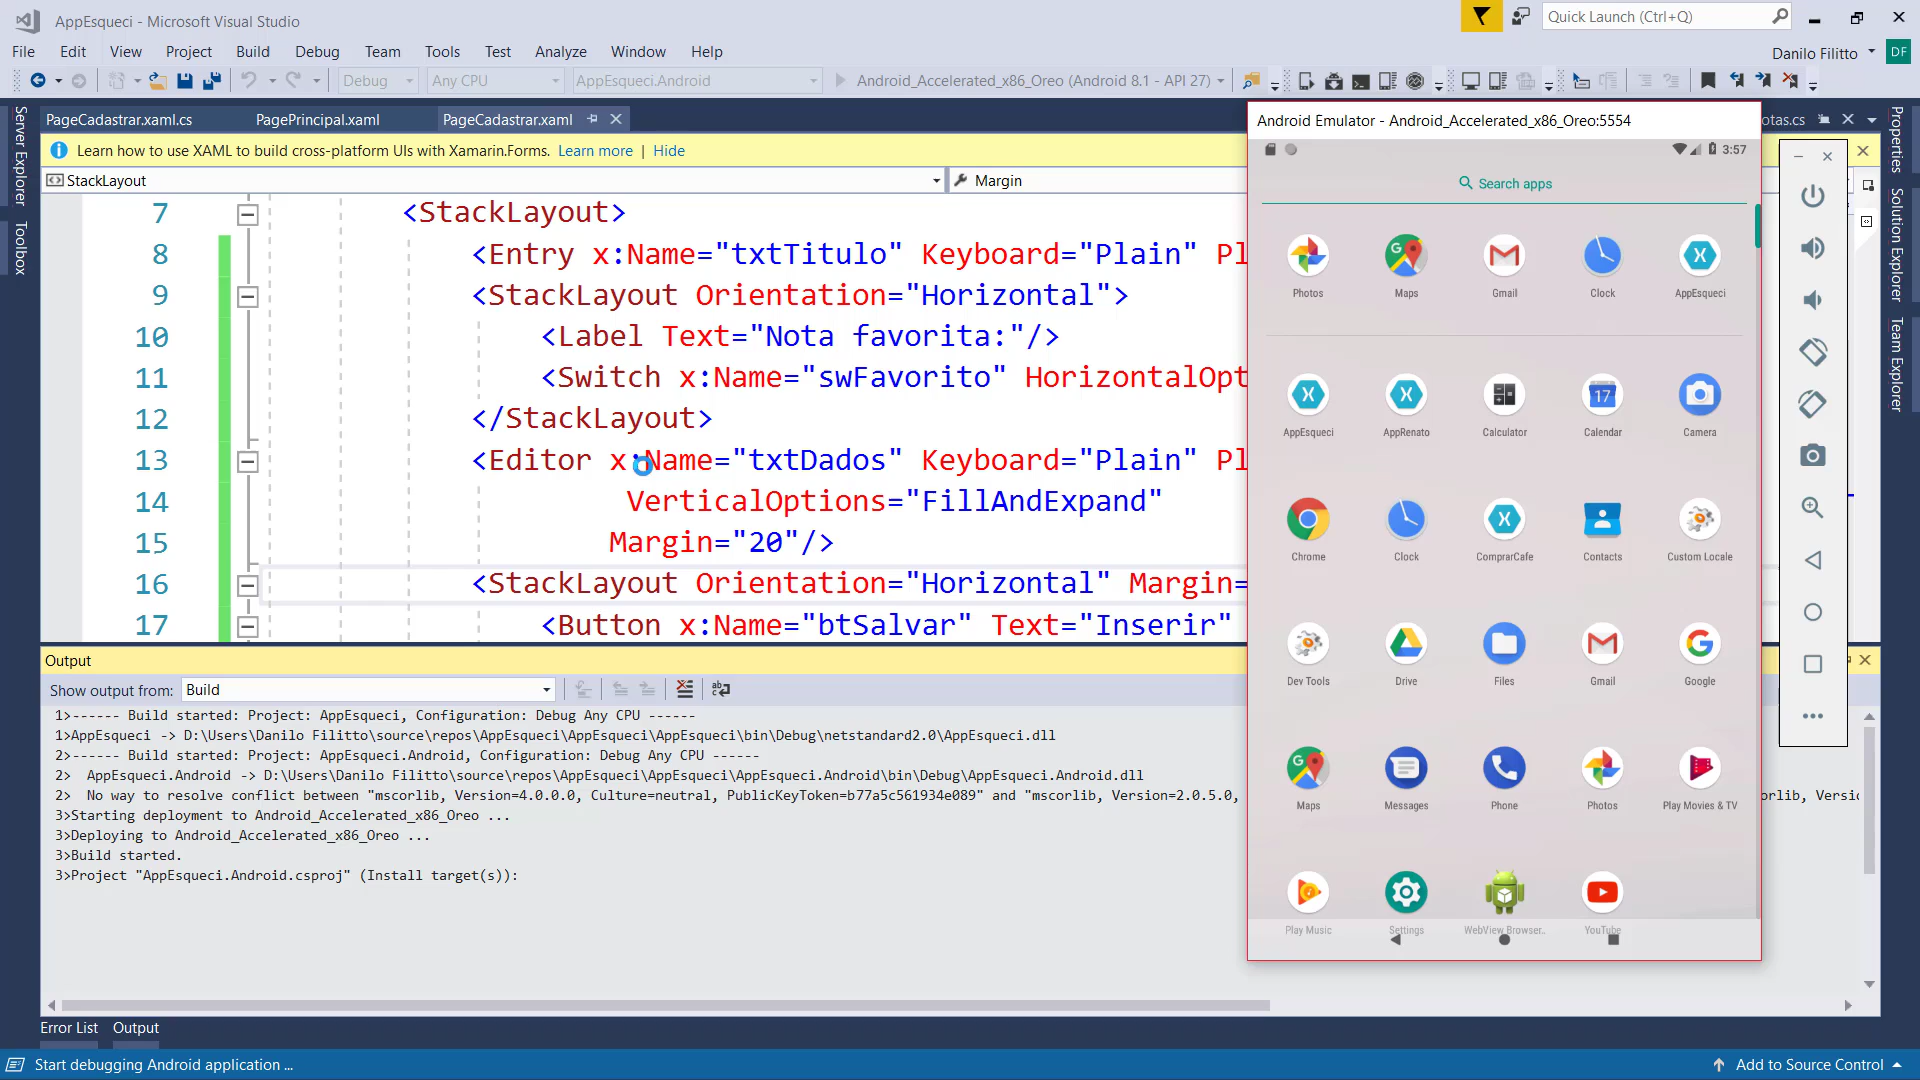 AppEsqueci - Microsoft Visual Studio
Quick Launch (Ctrl+Q)
File Edit View Project Build Debug Team Tools Test Analyze Window Help
Danilo Filitto DF
Debug Any CPU AppEsqueci.Android Android_Accelerated_x86_Oreo (Android 8.1 - API 27)
PageCadastrar.xaml.cs PagePrincipal.xaml PageCadastrar.xaml otas.cs
Learn how to use XAML to build cross-platform UIs with Xamarin.Forms. Learn more | Hide
StackLayout Margin
7 <StackLayout>
8 <Entry x:Name="txtTitulo" Keyboard="Plain" Pl
9 <StackLayout Orientation="Horizontal">
10 <Label Text="Nota favorita:"/>
11 <Switch x:Name="swFavorito" HorizontalOpt
12 </StackLayout>
13 <Editor x:Name="txtDados" Keyboard="Plain" Pl
14 VerticalOptions="FillAndExpand"
15 Margin="20"/>
16 <StackLayout Orientation="Horizontal" Margin=
17 <Button x:Name="btSalvar" Text="Inserir"
Server Explorer
Toolbox
Properties
Solution Explorer
Team Explorer
Android Emulator - Android_Accelerated_x86_Oreo:5554
3:57
Search apps
Photos Maps Gmail Clock AppEsqueci
17
AppEsqueci AppRenato Calculator Calendar Camera
Chrome Clock ComprarCafe Contacts Custom Locale
Dev Tools Drive Files Gmail Google
Maps Messages Phone Photos Play Movies & TV
Play Music Settings WebView Browser.. YouTube
Output
Show output from: Build
1>------ Build started: Project: AppEsqueci, Configuration: Debug Any CPU ------
1>AppEsqueci -> D:\Users\Danilo Filitto\source\repos\AppEsqueci\AppEsqueci\AppEsqueci\bin\Debug\netstandard2.0\AppEsqueci.dll
2>------ Build started: Project: AppEsqueci.Android, Configuration: Debug Any CPU ------
2>  AppEsqueci.Android -> D:\Users\Danilo Filitto\source\repos\AppEsqueci\AppEsqueci\AppEsqueci.Android\bin\Debug\AppEsqueci.Android.dll
2>  No way to resolve conflict between "mscorlib, Version=4.0.0.0, Culture=neutral, PublicKeyToken=b77a5c561934e089" and "mscorlib, Version=2.0.5.0, orlib, Versio
3>Starting deployment to Android_Accelerated_x86_Oreo ...
3>Deploying to Android_Accelerated_x86_Oreo ...
3>Build started.
3>Project "AppEsqueci.Android.csproj" (Install target(s)):
Error List Output
Start debugging Android application ...
Add to Source Control